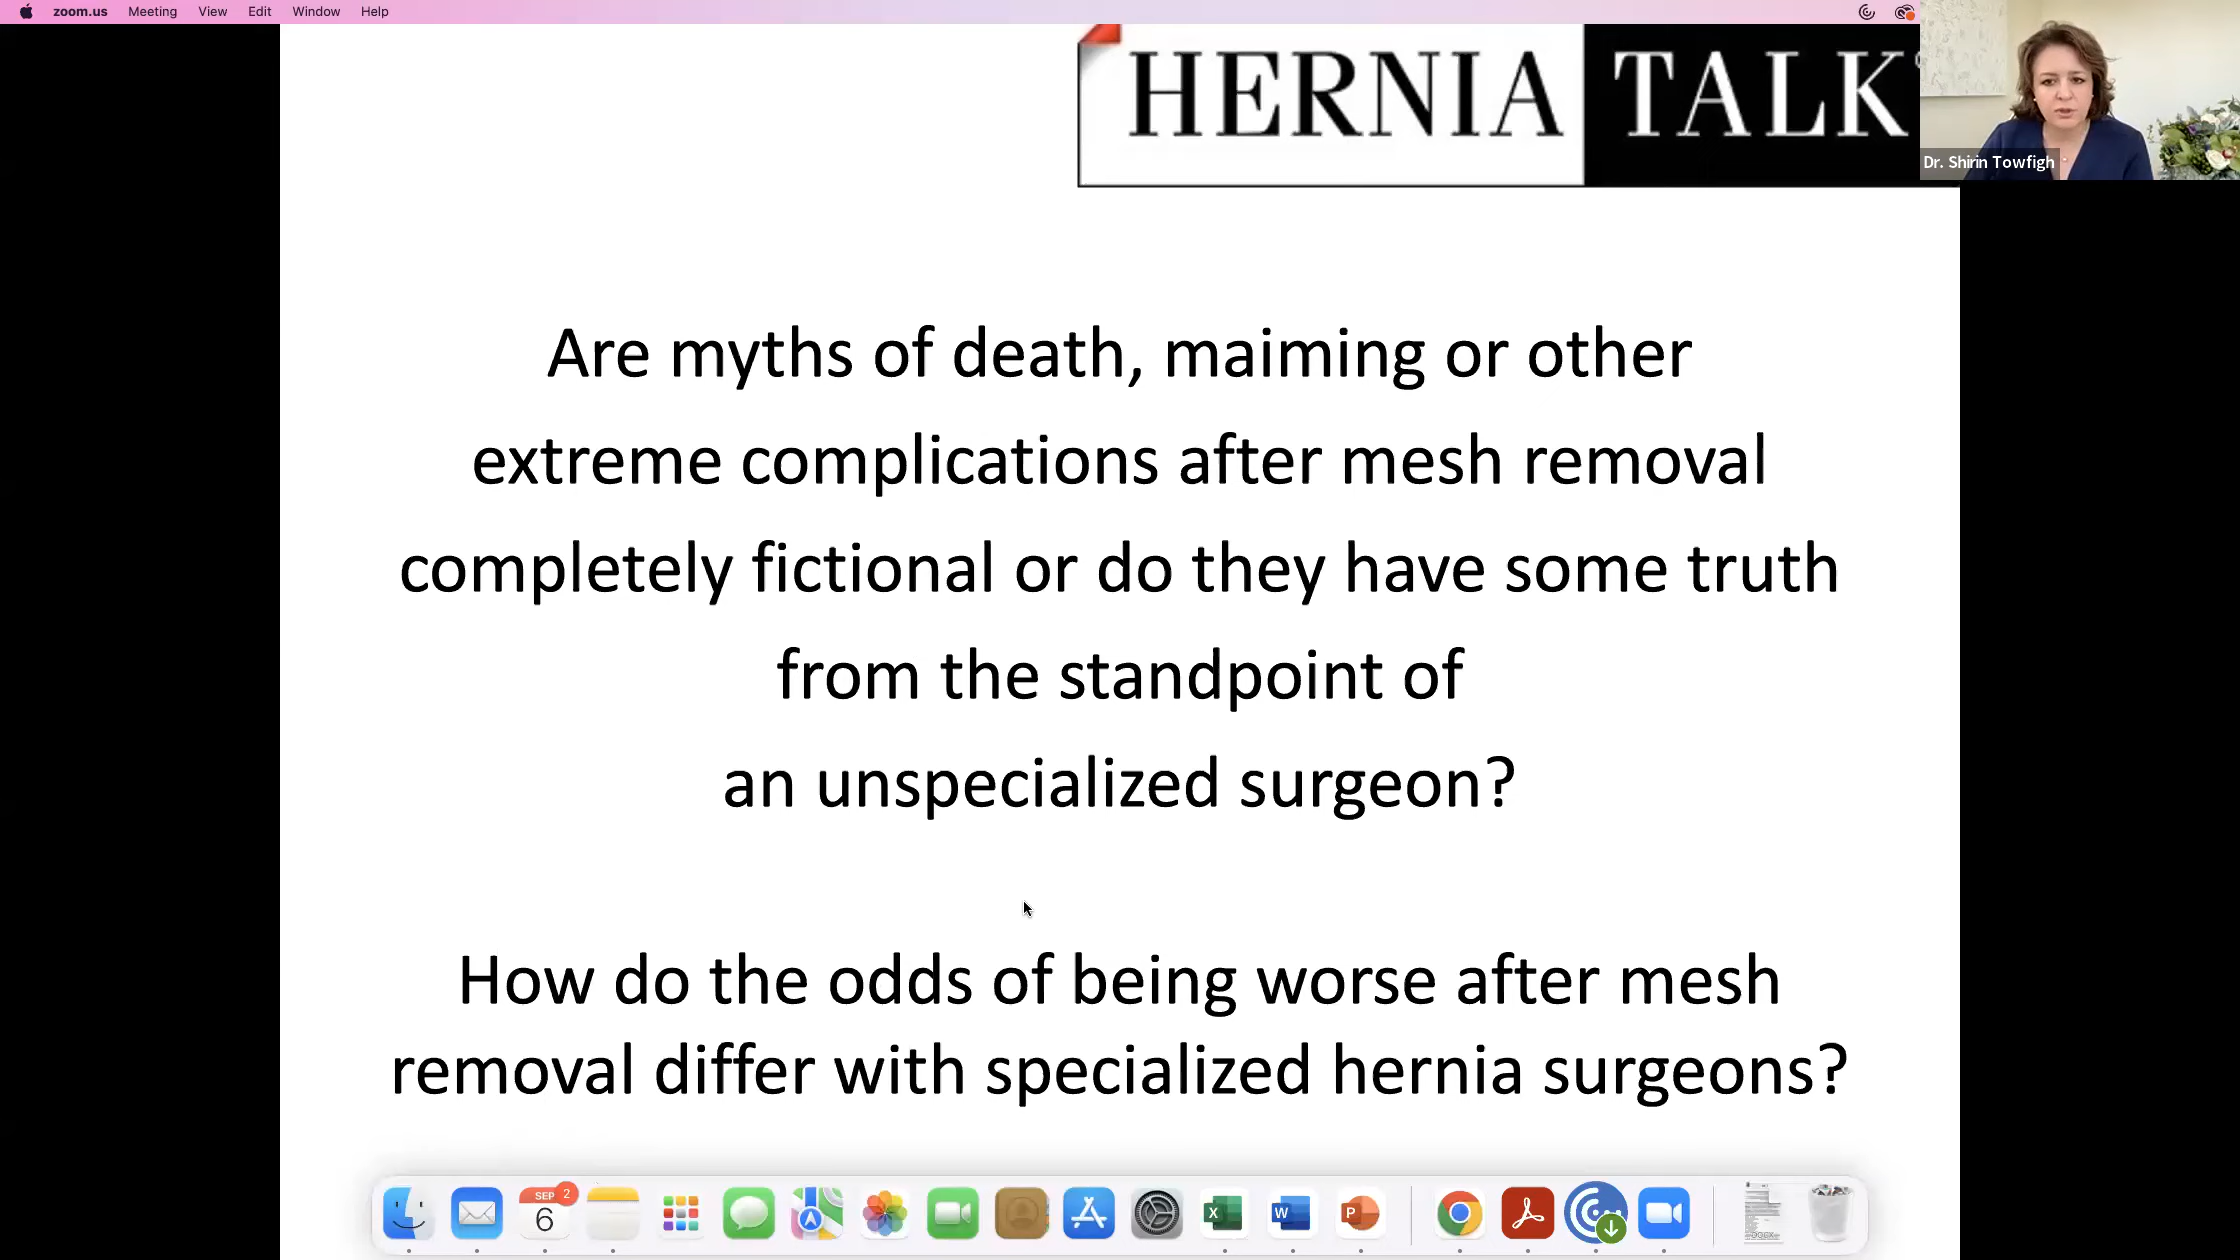 zoom.us Meeting View Edit Window Help
HERNIA TALK
Dr. Shirin Towfigh
Are myths of death, maiming or other
extreme complications after mesh removal
completely fictional or do they have some truth
from the standpoint of
an unspecialized surgeon?
How do the odds of being worse after mesh
removal differ with specialized hernia surgeons?
SEP 2
6
X
W
P